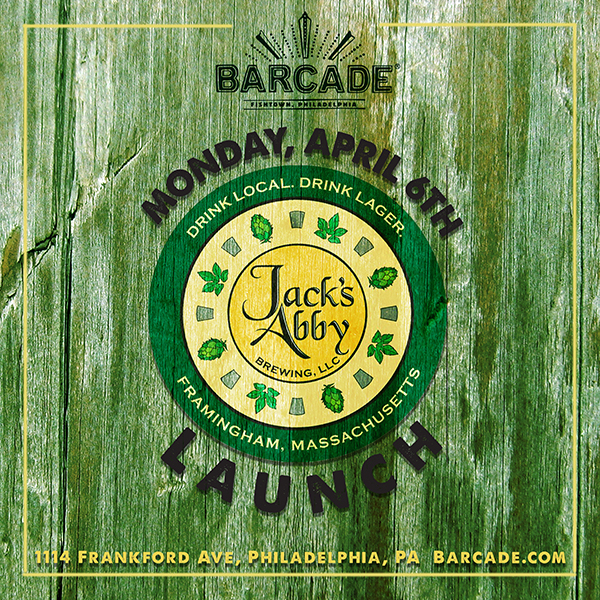 BARCADE®
FISHTOWN, PHILADELPHIA
MONDAY, APRIL 6TH
DRINK LOCAL. DRINK LAGER.
Jack's
Abby
BREWING, LLC
FRAMINGHAM, MASSACHUSETTS
LAUNCH
1114 FRANKFORD AVE, PHILADELPHIA, PA BARCADE.COM